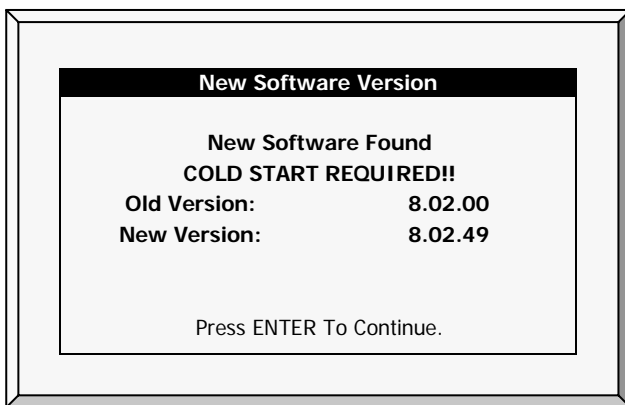 New Software Version
New Software Found
COLD START REQUIRED!!
Old Version: 8.02.00
New Version: 8.02.49
Press ENTER To Continue.